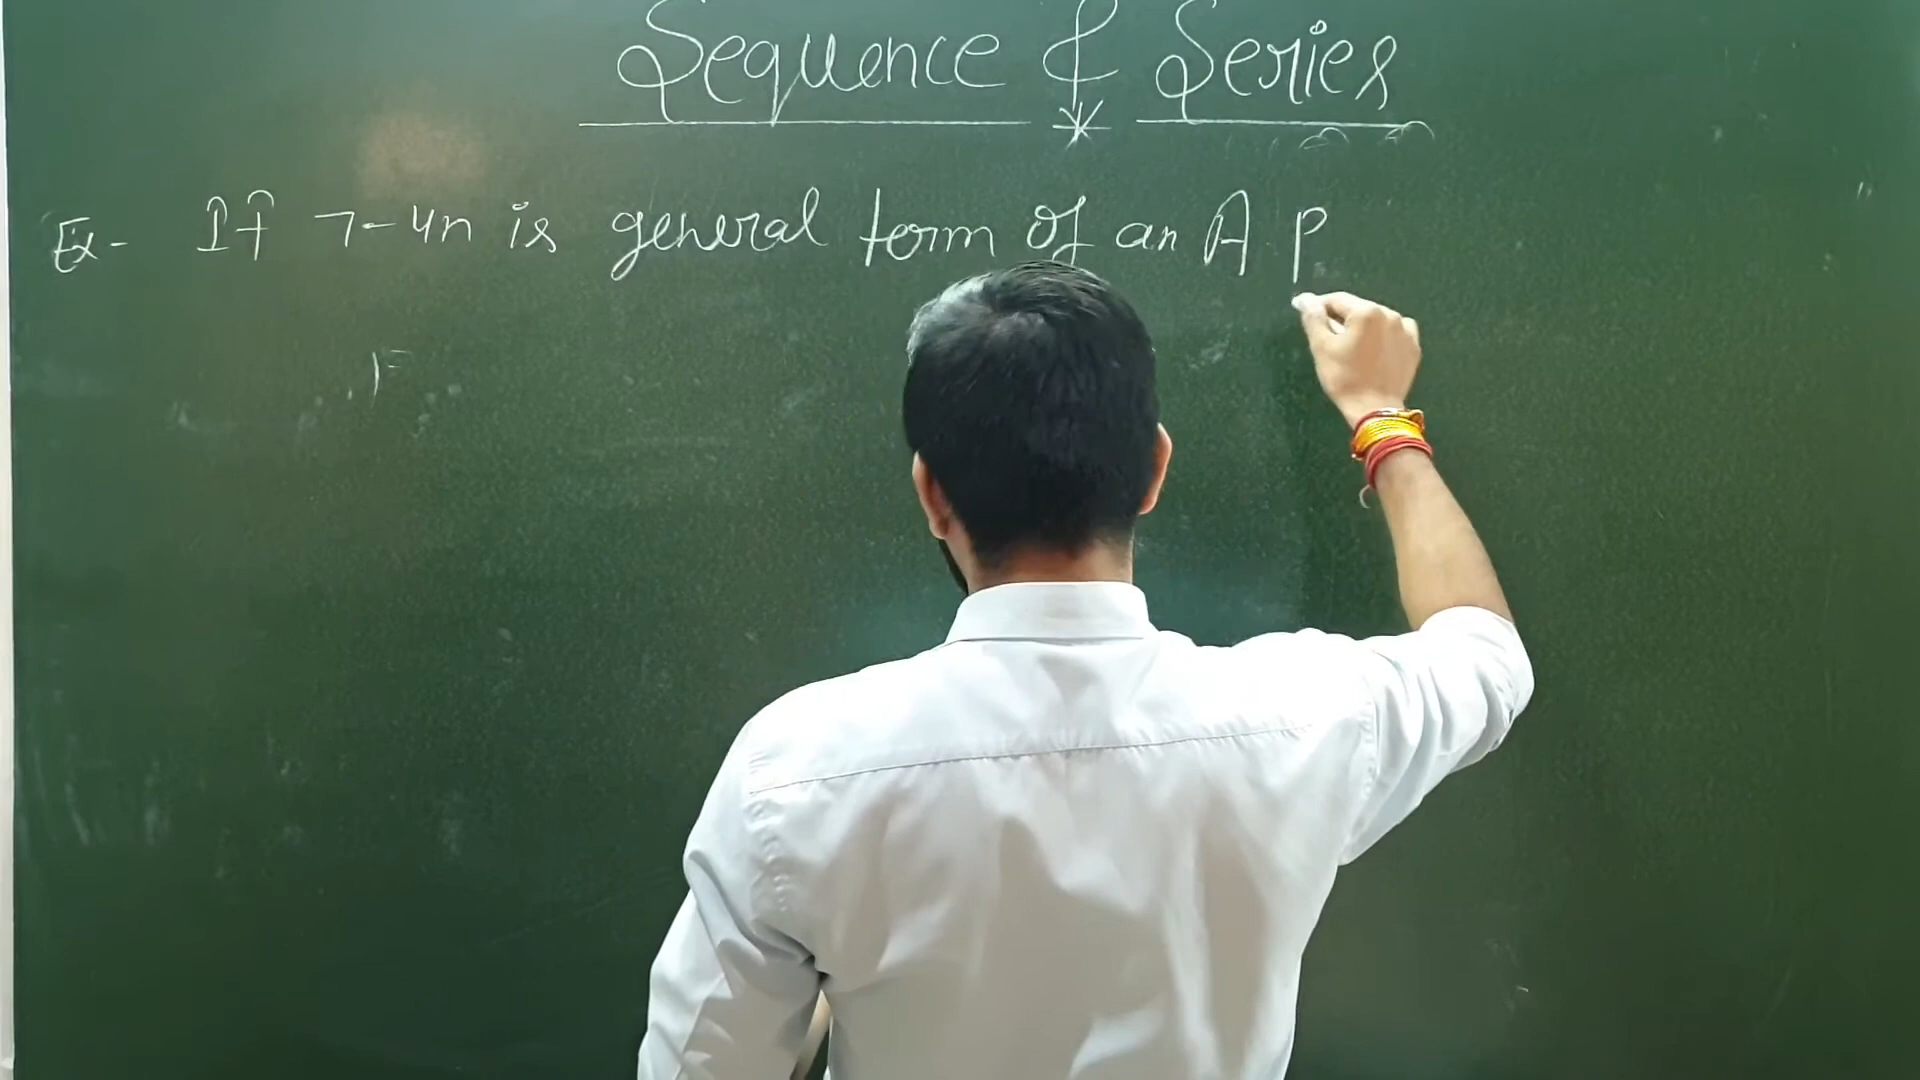 Sequence & Series
Ex- If 7-4n is general term of an A.P